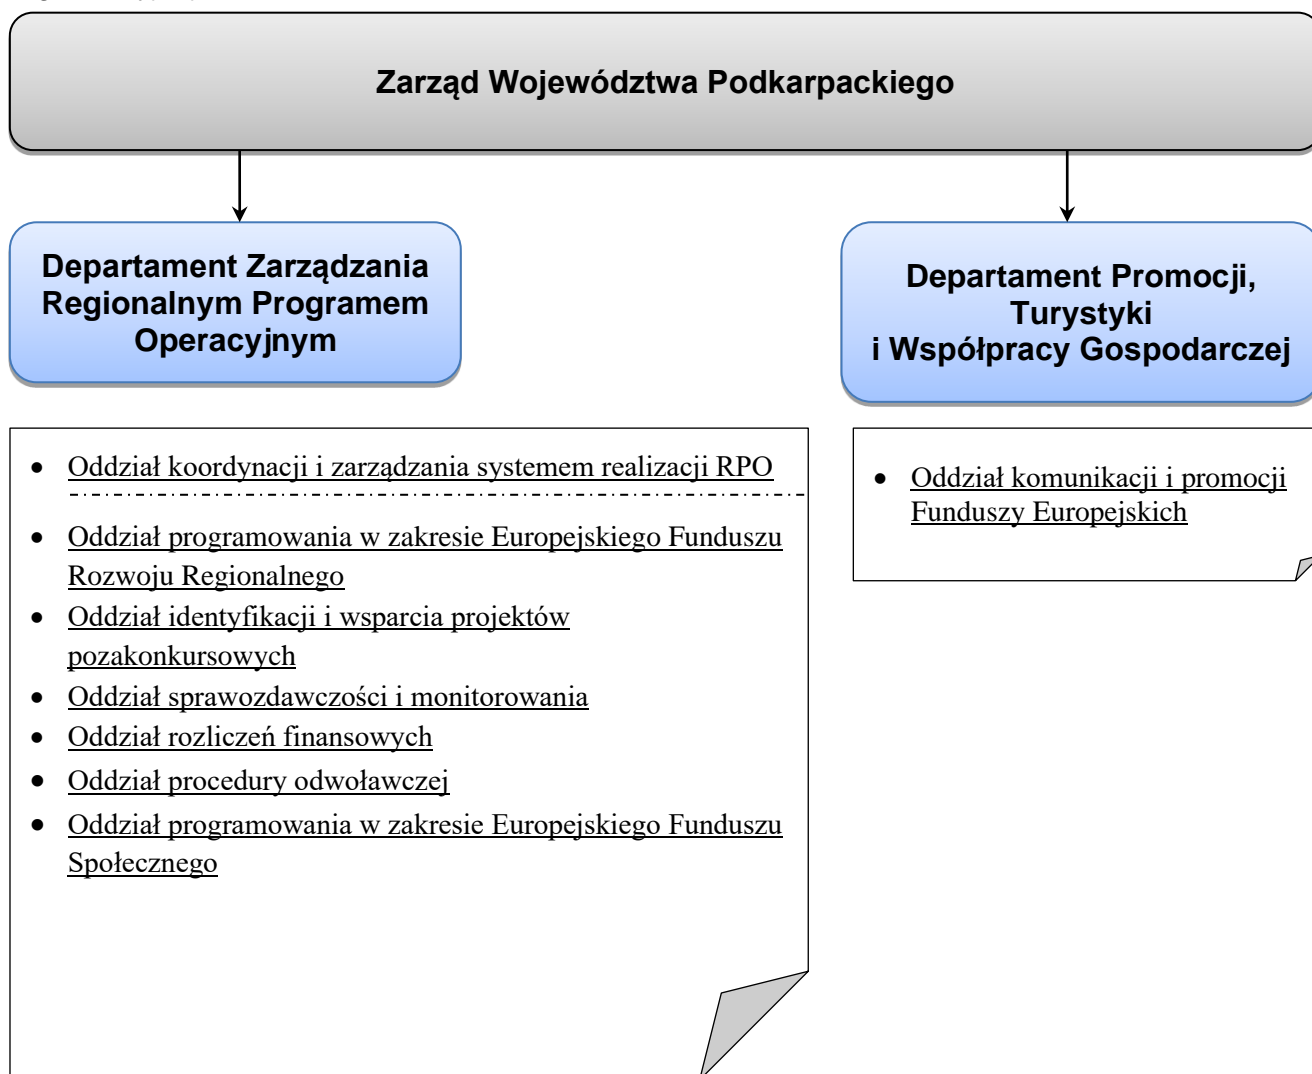 Zarząd Województwa Podkarpackiego
Departament Zarządzania
Regionalnym Programem
Operacyjnym
Departament Promocji,
Turystyki
i Współpracy Gospodarczej
• Oddział koordynacji i zarządzania systemem realizacji RPO
• Oddział programowania w zakresie Europejskiego Funduszu
Rozwoju Regionalnego
• Oddział identyfikacji i wsparcia projektów
pozakonkursowych
• Oddział sprawozdawczości i monitorowania
• Oddział rozliczeń finansowych
• Oddział procedury odwoławczej
• Oddział programowania w zakresie Europejskiego Funduszu
Społecznego
• Oddział komunikacji i promocji
Funduszy Europejskich